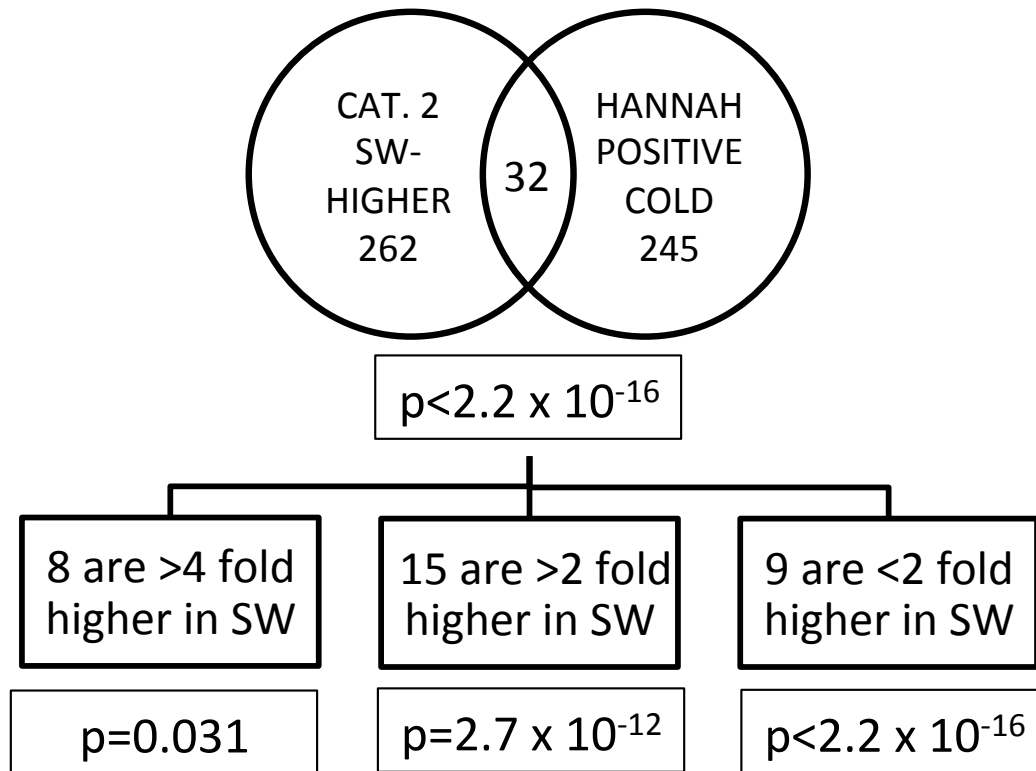 CAT. 2
SW-
HIGHER
262
32
HANNAH
POSITIVE
COLD
245
p<2.2 x 10⁻¹⁶
8 are >4 fold
higher in SW
15 are >2 fold
higher in SW
9 are <2 fold
higher in SW
p=0.031
p=2.7 x 10⁻¹²
p<2.2 x 10⁻¹⁶